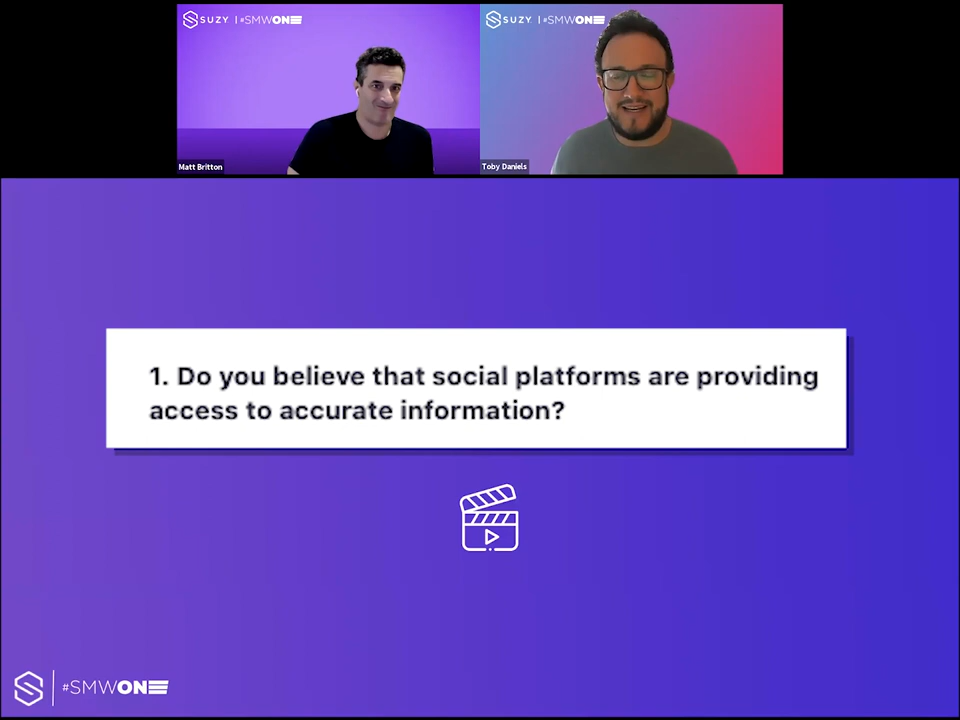 SUZY | #SMWONE
SUZY | #SMWONE
Matt Britton
Toby Daniels
1. Do you believe that social platforms are providing
access to accurate information?
#SMWONE